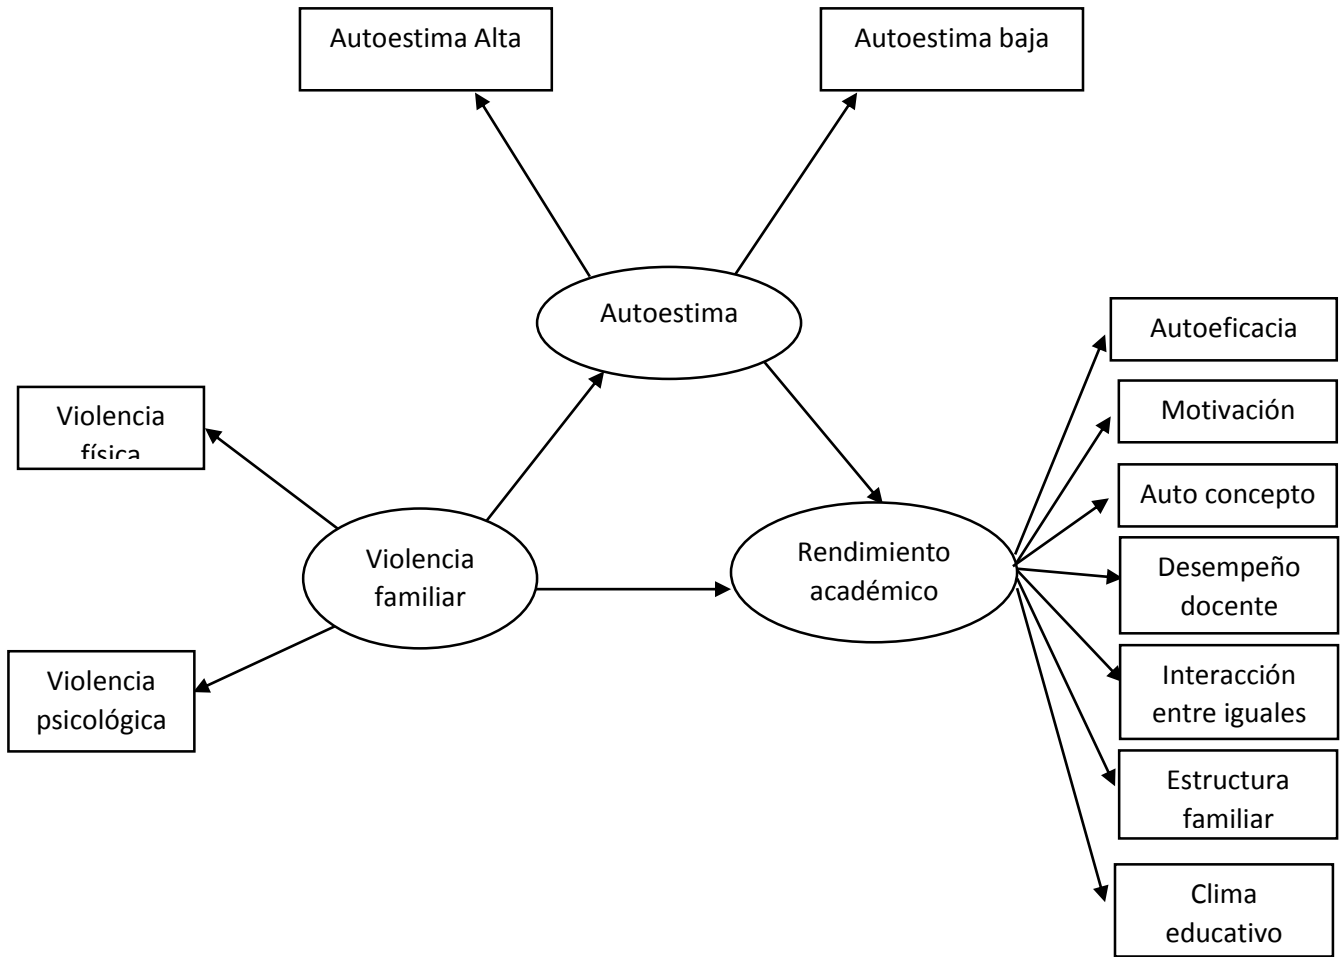 Autoestima Alta
Autoestima baja
Autoestima
Autoeficacia
Motivación
Violencia
física
Auto concepto
Violencia
familiar
Rendimiento
académico
Desempeño
docente
Violencia
psicológica
Interacción
entre iguales
Estructura
familiar
Clima
educativo